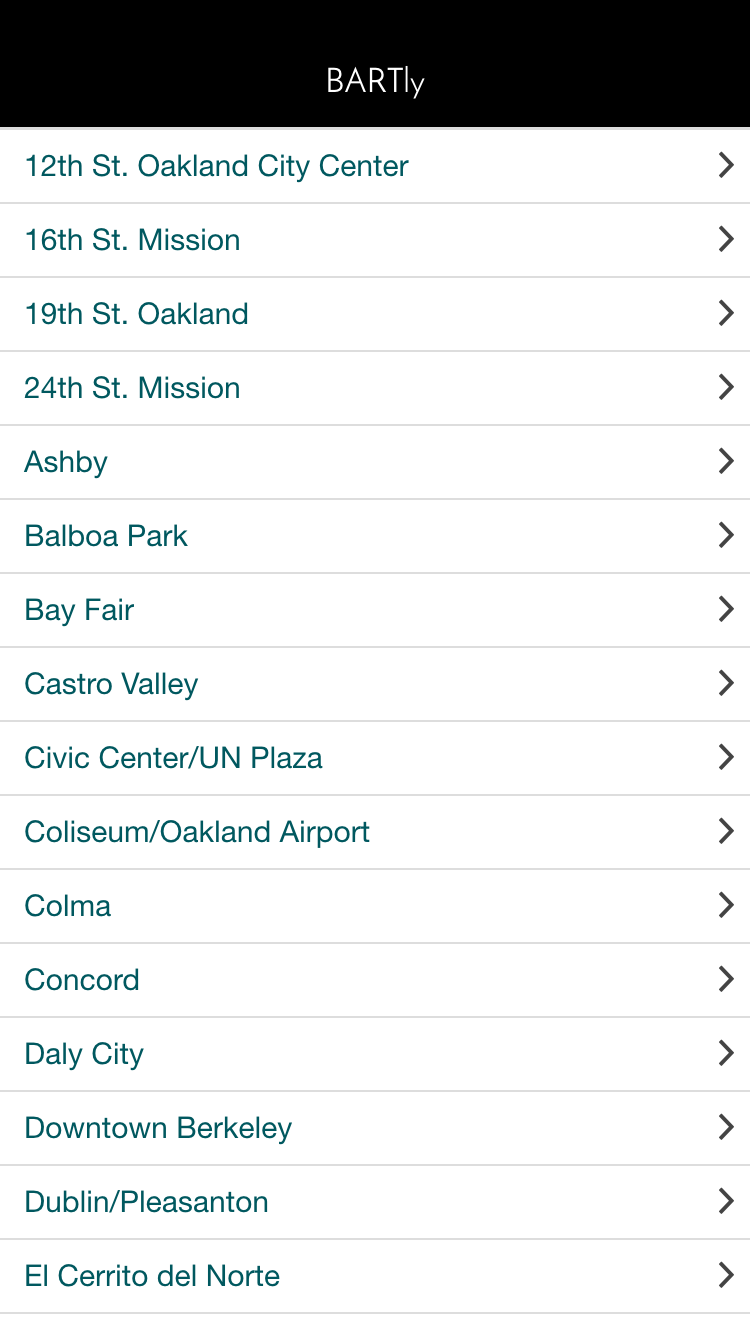 BARTly
12th St. Oakland City Center
16th St. Mission
19th St. Oakland
24th St. Mission
Ashby
Balboa Park
Bay Fair
Castro Valley
Civic Center/UN Plaza
Coliseum/Oakland Airport
Colma
Concord
Daly City
Downtown Berkeley
Dublin/Pleasanton
El Cerrito del Norte